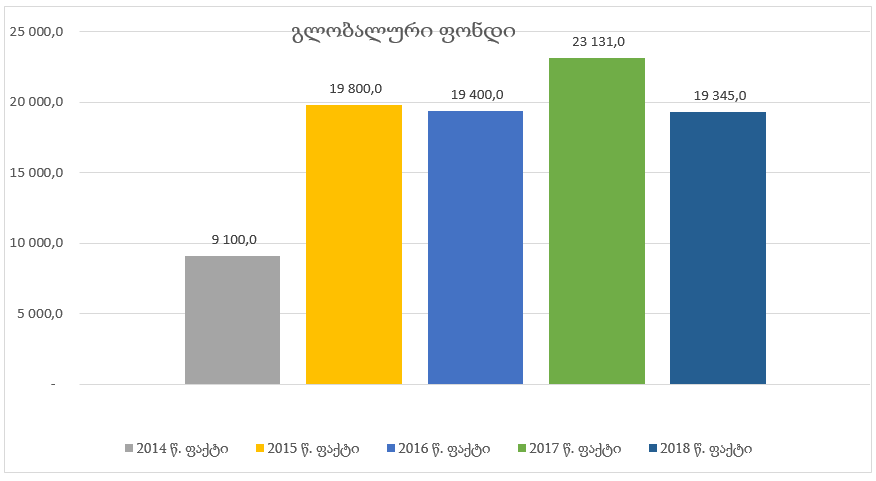 გლობალური ფონდი
25 000,0
20 000,0
15 000,0
10 000,0
5 000,0
-
9 100,0
19 800,0
19 400,0
23 131,0
19 345,0
2014 წ. ფაქტი
2015 წ. ფაქტი
2016 წ. ფაქტი
2017 წ. ფაქტი
2018 წ. ფაქტი